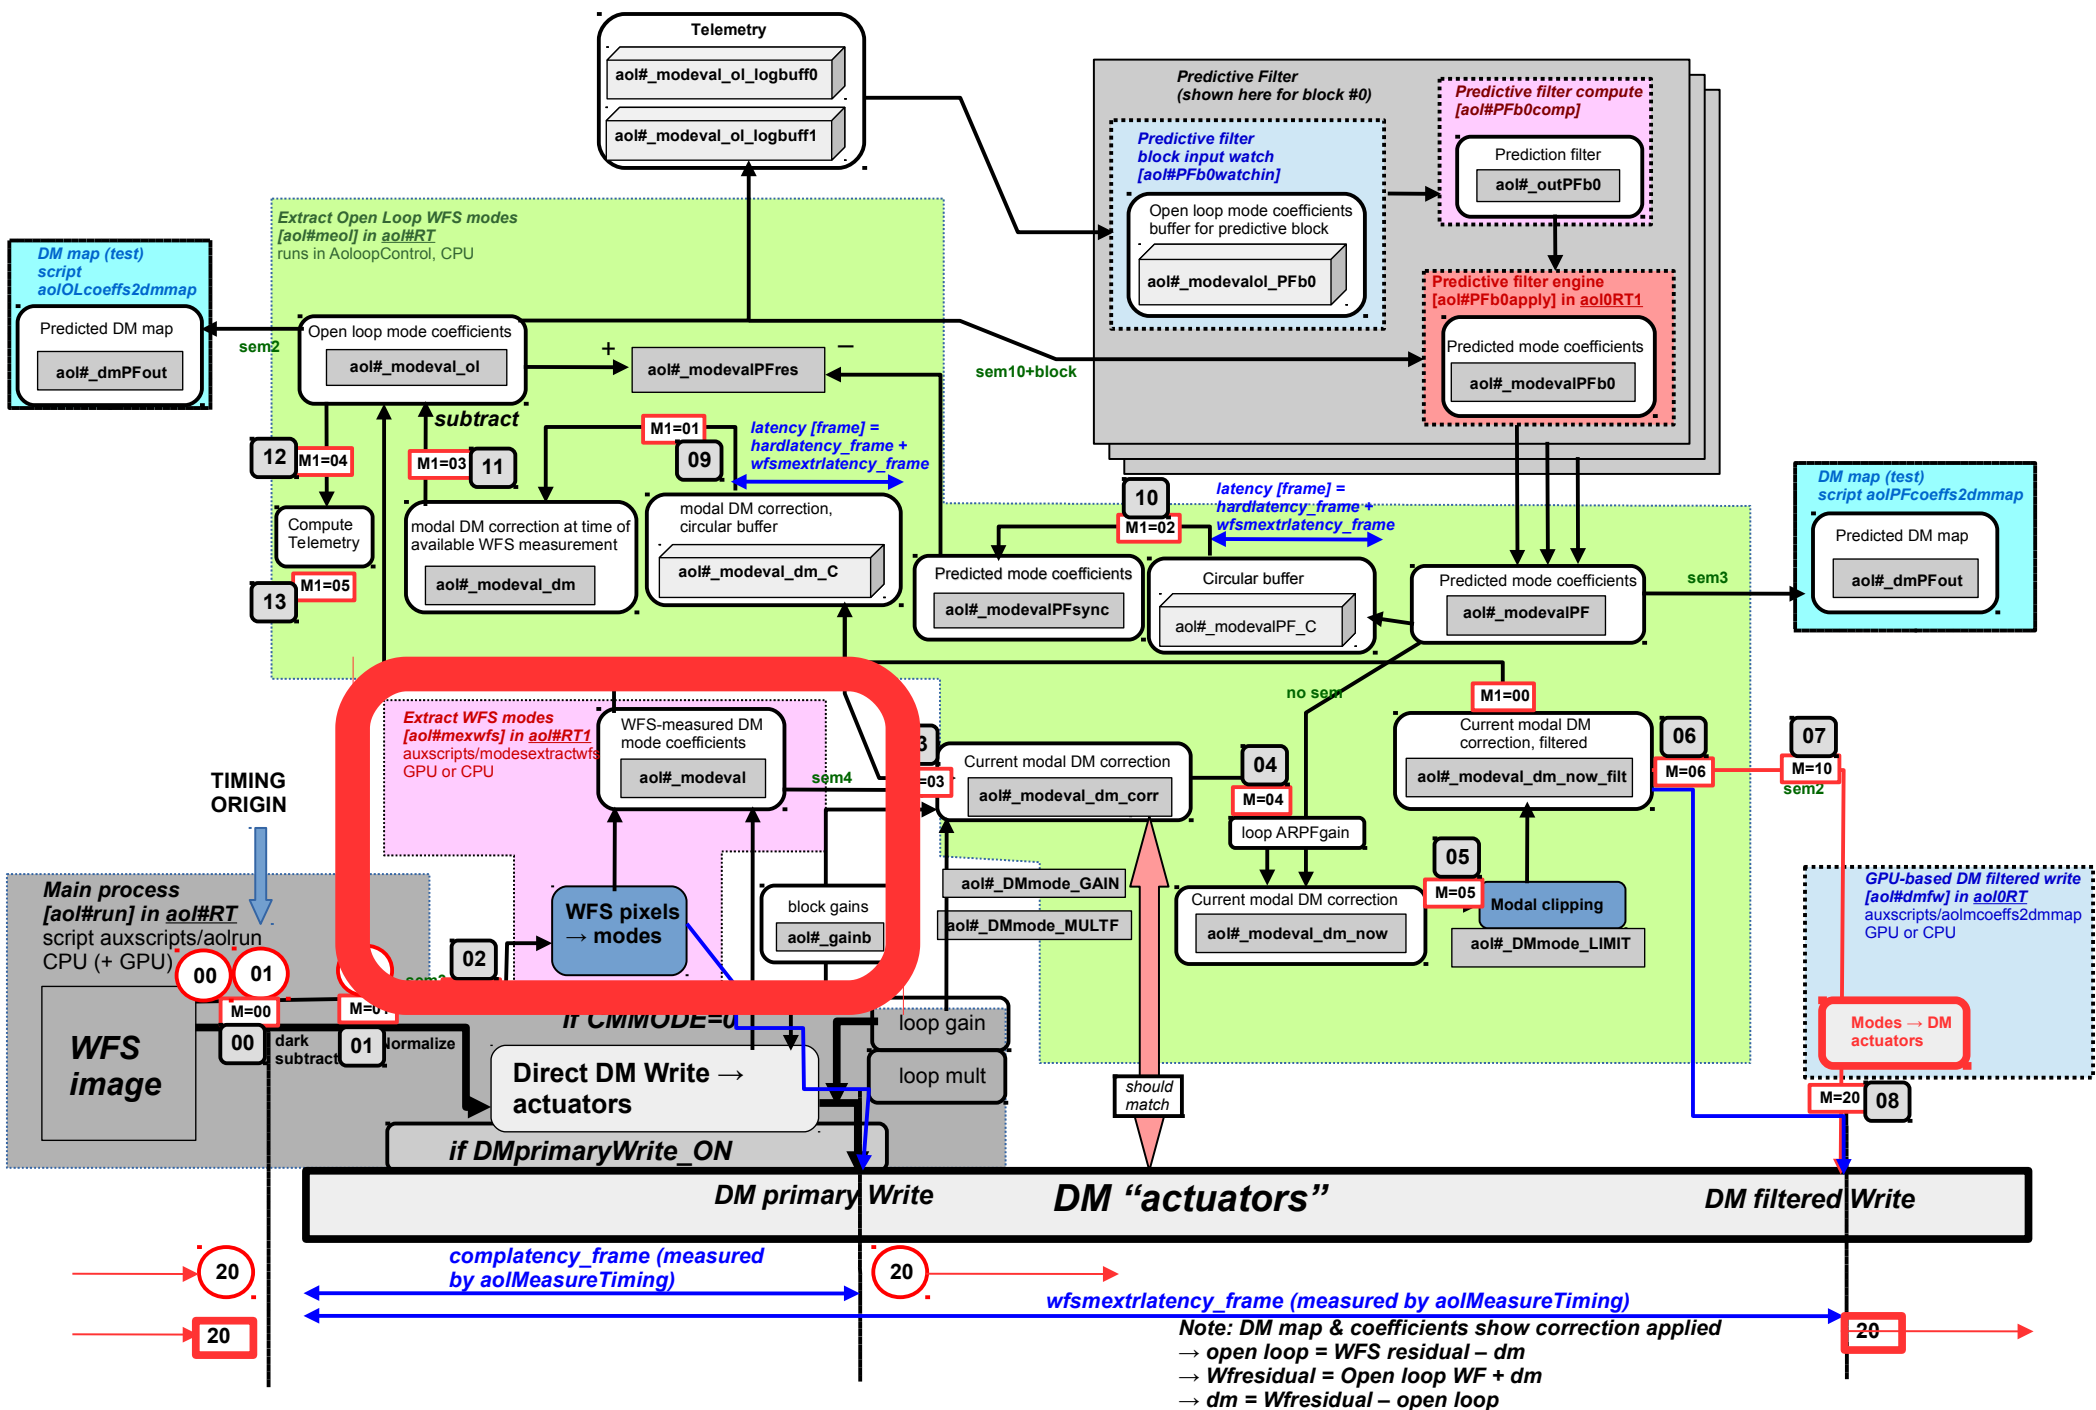 Telemetry
aol#_modeval_ol_logbuff0
aol#_modeval_ol_logbuff1
Predictive Filter
(shown here for block #0)
Predictive filter
block input watch
[aol#PFb0watchin]
Open loop mode coefficients
buffer for predictive block
aol#_modevalol_PFb0
Predictive filter compute
[aol#PFb0comp]
Prediction filter
aol#_outPFb0
Predictive filter engine
[aol#PFb0apply] in aol0RT1
Predicted mode coefficients
aol#_modevalPFb0
Extract Open Loop WFS modes
[aol#meol] in aol#RT
runs in AoloopControl, CPU
DM map (test)
script
aolOLcoeffs2dmmap
Predicted DM map
aol#_dmPFout
sem2
Open loop mode coefficients
aol#_modeval_ol
+
aol#_modevalPFres
–
sem10+block
subtract
12
M1=04
M1=03
11
M1=01
09
latency [frame] =
hardlatency_frame +
wfsmextrlatency_frame
Compute
Telemetry
13
M1=05
modal DM correction at time of
available WFS measurement
aol#_modeval_dm
modal DM correction,
circular buffer
aol#_modeval_dm_C
10
M1=02
latency [frame] =
hardlatency_frame +
wfsmextrlatency_frame
Predicted mode coefficients
aol#_modevalPFsync
Circular buffer
aol#_modevalPF_C
Predicted mode coefficients
aol#_modevalPF
sem3
DM map (test)
script aolPFcoeffs2dmmap
Predicted DM map
aol#_dmPFout
no sem
M1=00
Extract WFS modes
[aol#mexwfs] in aol#RT1
auxscripts/modesextractwfs
GPU or CPU
WFS-measured DM
mode coefficients
aol#_modeval
sem4
3
=03
Current modal DM correction
aol#_modeval_dm_corr
04
M=04
loop ARPFgain
Current modal DM
correction, filtered
aol#_modeval_dm_now_filt
06
M=06
07
M=10
sem2
TIMING
ORIGIN
Main process
[aol#run] in aol#RT
script auxscripts/aolrun
CPU (+ GPU)
00
01
M=00
M=01
00
dark
subtract
01
Normalize
WFS
image
02
WFS pixels
→ modes
block gains
aol#_gainb
aol#_DMmode_GAIN
aol#_DMmode_MULTF
Current modal DM correction
aol#_modeval_dm_now
05
M=05
Modal clipping
aol#_DMmode_LIMIT
GPU-based DM filtered write
[aol#dmfw] in aol0RT
auxscripts/aolmcoeffs2dmmap
GPU or CPU
Modes → DM
actuators
M=20
08
if CMMODE=0
loop gain
loop mult
Direct DM Write →
actuators
if DMprimaryWrite_ON
should
match
DM primary Write
DM “actuators”
DM filtered Write
20
complatency_frame (measured
by aolMeasureTiming)
20
wfsmextrlatency_frame (measured by aolMeasureTiming)
20
20
Note: DM map & coefficients show correction applied
→ open loop = WFS residual – dm
→ Wfresidual = Open loop WF + dm
→ dm = Wfresidual – open loop